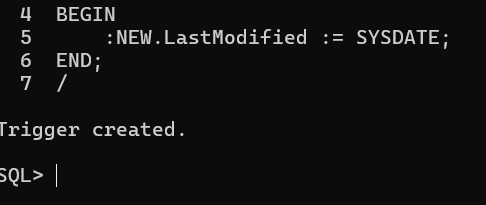 4  BEGIN
5      :NEW.LastModified := SYSDATE;
6  END;
7  /
Trigger created.
SQL>